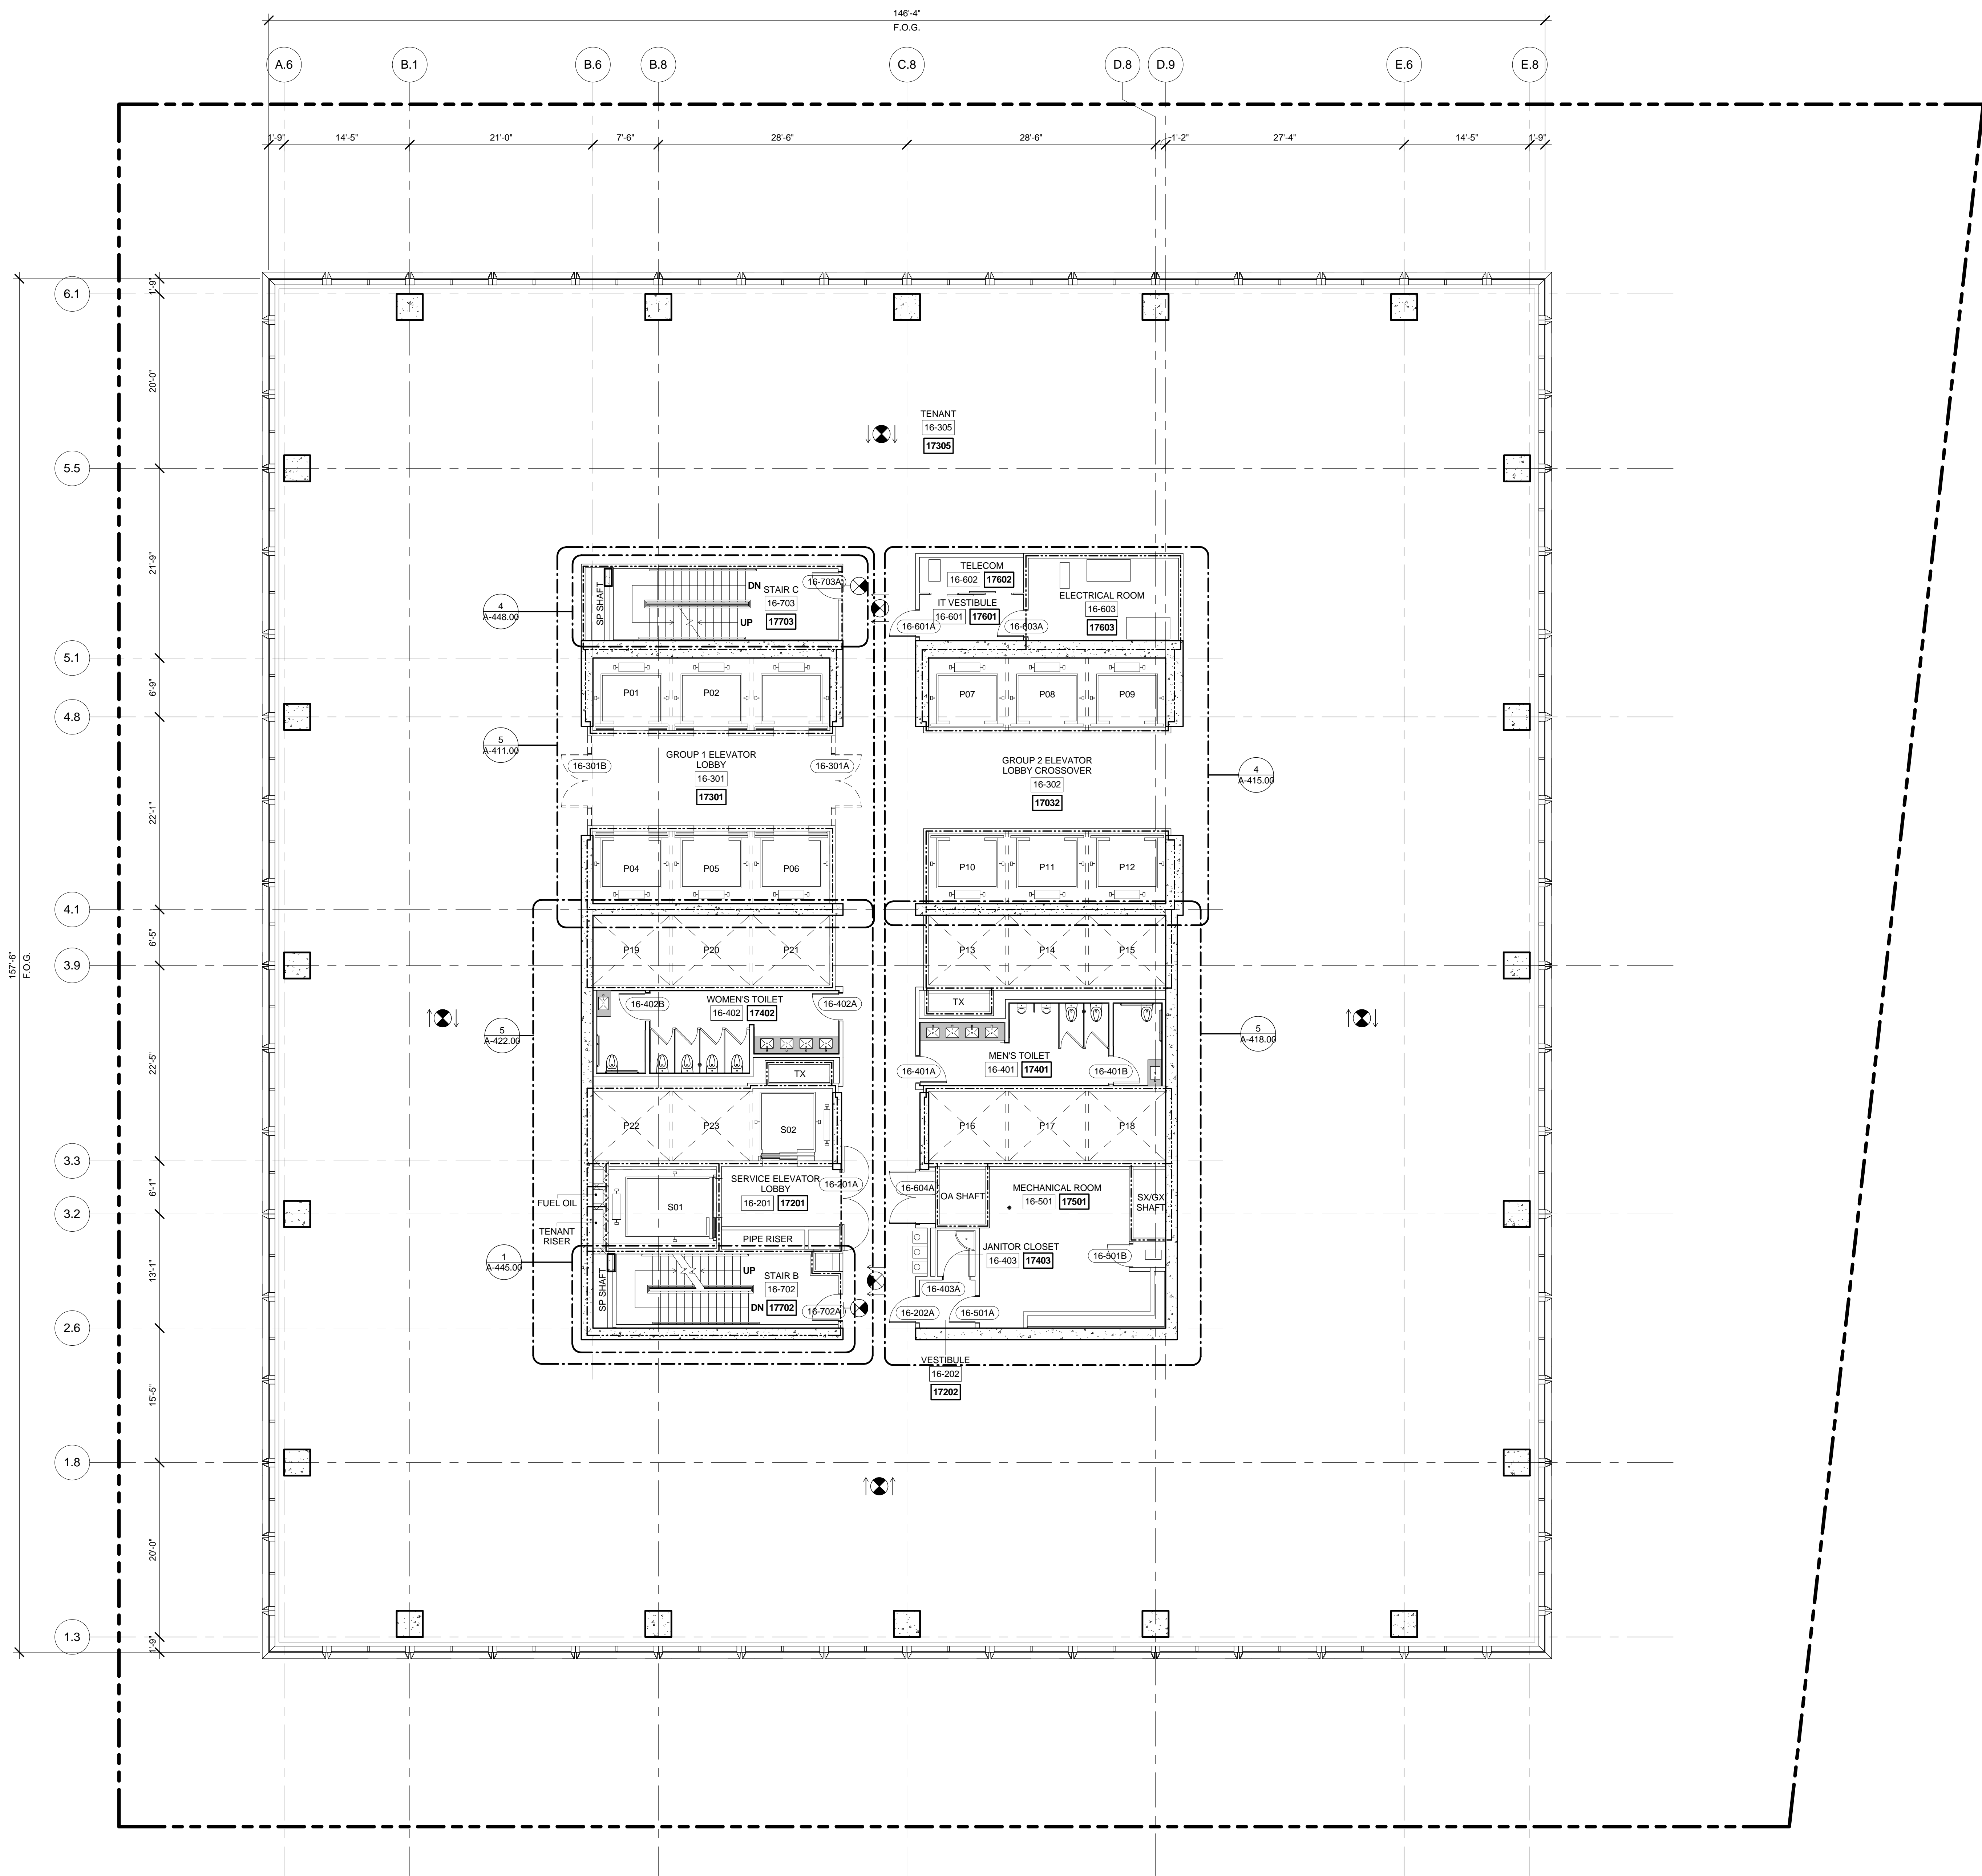 146'-4"
F.O.G.
A.6
B.1
B.6
B.8
C.8
D.8
D.9
E.6
E.8
1'-9"
14'-5"
21'-0"
7'-6"
28'-6"
28'-6"
1'-2"
27'-4"
14'-5"
1'-9"
6.1
5.5
5.1
4.8
4.1
3.9
3.3
3.2
2.6
1.8
1.3
1'-9"
20'-0"
21'-9"
6'-9"
22'-1"
6'-5"
22'-5"
6'-1"
13'-1"
15'-5"
20'-0"
1'-9"
157'-6"
F.O.G.
TENANT
16-305
17305
4
A-448.00
SP SHAFT
DN
UP
STAIR C
16-703
17703
16-703A
TELECOM
16-602 17602
IT VESTIBULE
16-601 17601
16-601A
16-603A
ELECTRICAL ROOM
16-603
17603
P01
P02
P07
P08
P09
5
A-411.00
16-301B
GROUP 1 ELEVATOR
LOBBY
16-301
17301
16-301A
GROUP 2 ELEVATOR
LOBBY CROSSOVER
16-302
17032
4
A-415.00
P04
P05
P06
P10
P11
P12
P19
P20
P21
P13
P14
P15
5
A-422.00
16-402B
WOMEN'S TOILET
16-402 17402
16-402A
TX
TX
MEN'S TOILET
16-401 17401
16-401A
16-401B
5
A-418.00
P22
P23
S02
P16
P17
P18
FUEL OIL
TENANT
RISER
S01
SERVICE ELEVATOR
LOBBY
16-201 17201
16-201A
PIPE RISER
16-604A
OA SHAFT
MECHANICAL ROOM
16-501 17501
SX/GX
SHAFT
JANITOR CLOSET
16-403 17403
16-501B
16-403A
16-202A
16-501A
1
A-445.00
SP SHAFT
UP
DN
STAIR B
16-702
17702
16-702A
VESTIBULE
16-202
17202